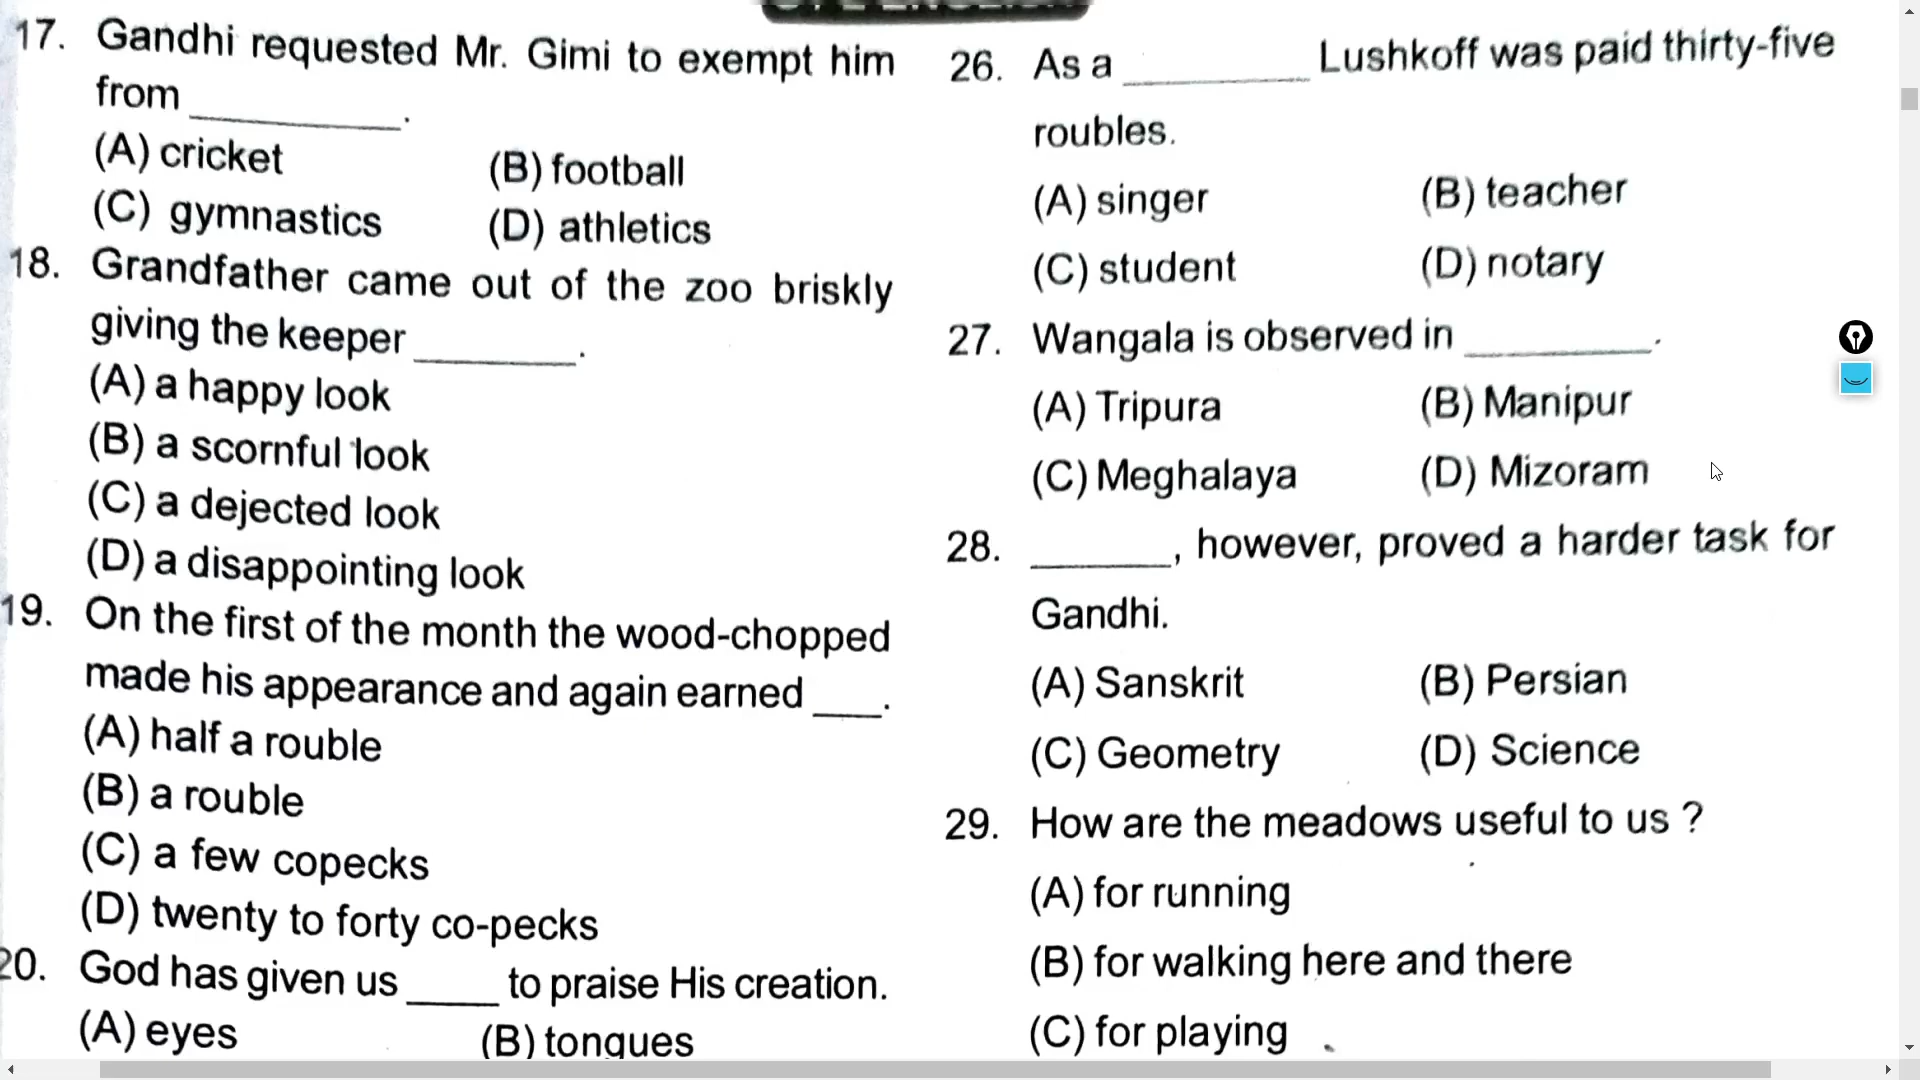 17. Gandhi requested Mr. Gimi to exempt him
from __________.
(A) cricket (B) football
(C) gymnastics (D) athletics
18. Grandfather came out of the zoo briskly
giving the keeper ________.
(A) a happy look
(B) a scornful look
(C) a dejected look
(D) a disappointing look
19. On the first of the month the wood-chopped
made his appearance and again earned ____.
(A) half a rouble
(B) a rouble
(C) a few copecks
(D) twenty to forty co-pecks
20. God has given us _____ to praise His creation.
(A) eyes (B) tongues
26. As a _________ Lushkoff was paid thirty-five
roubles.
(A) singer (B) teacher
(C) student (D) notary
27. Wangala is observed in _________.
(A) Tripura (B) Manipur
(C) Meghalaya (D) Mizoram
28. _______, however, proved a harder task for
Gandhi.
(A) Sanskrit (B) Persian
(C) Geometry (D) Science
29. How are the meadows useful to us ?
(A) for running
(B) for walking here and there
(C) for playing